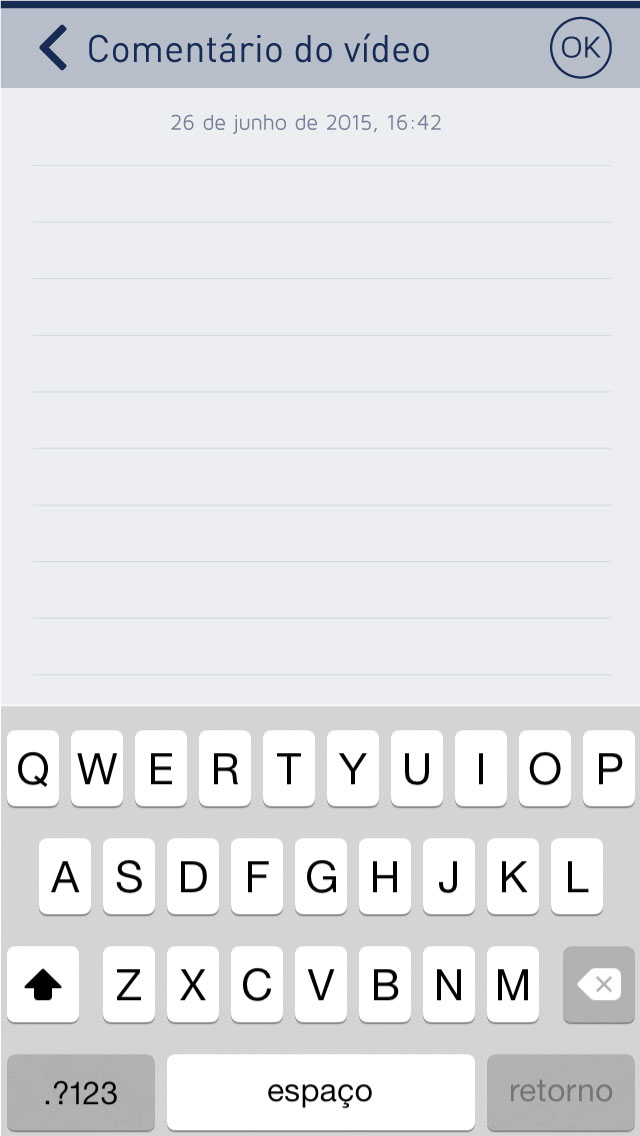 Comentário do vídeo OK
26 de junho de 2015, 16:42
Q W E R T Y U I O P
A S D F G H J K L
Z X C V B N M
.?123 espaço retorno